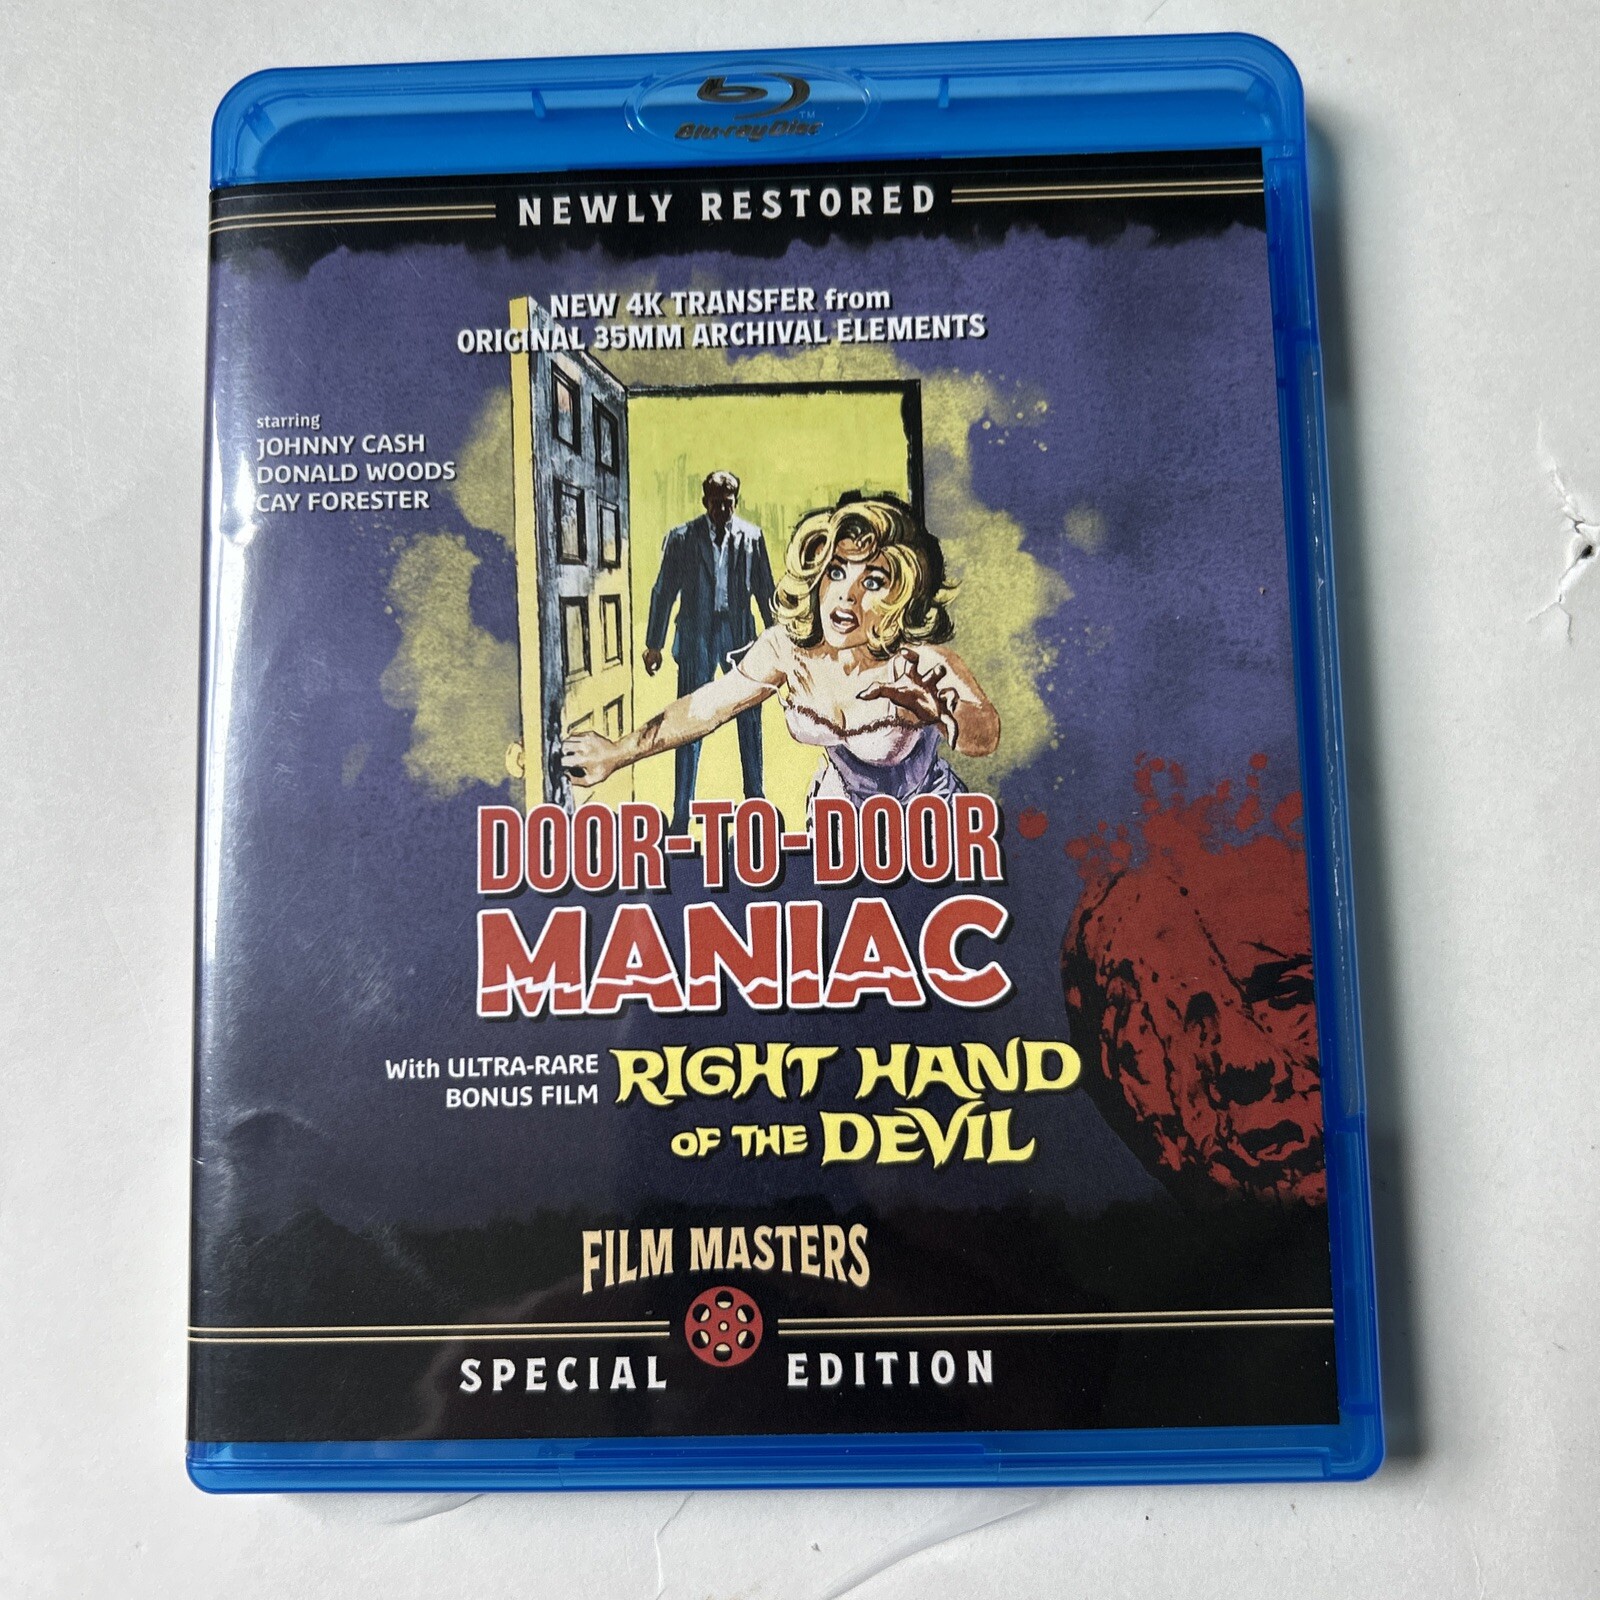 Blu-ray Disc
TM
NEWLY RESTORED
NEW 4K TRANSFER from
ORIGINAL 35MM ARCHIVAL ELEMENTS
starring
JOHNNY CASH
DONALD WOODS
CAY FORESTER
DOOR-TO-DOOR
MANIAC
With ULTRA-RARE
BONUS FILM
RIGHT HAND
OF THE DEVIL
FILM MASTERS
SPECIAL EDITION